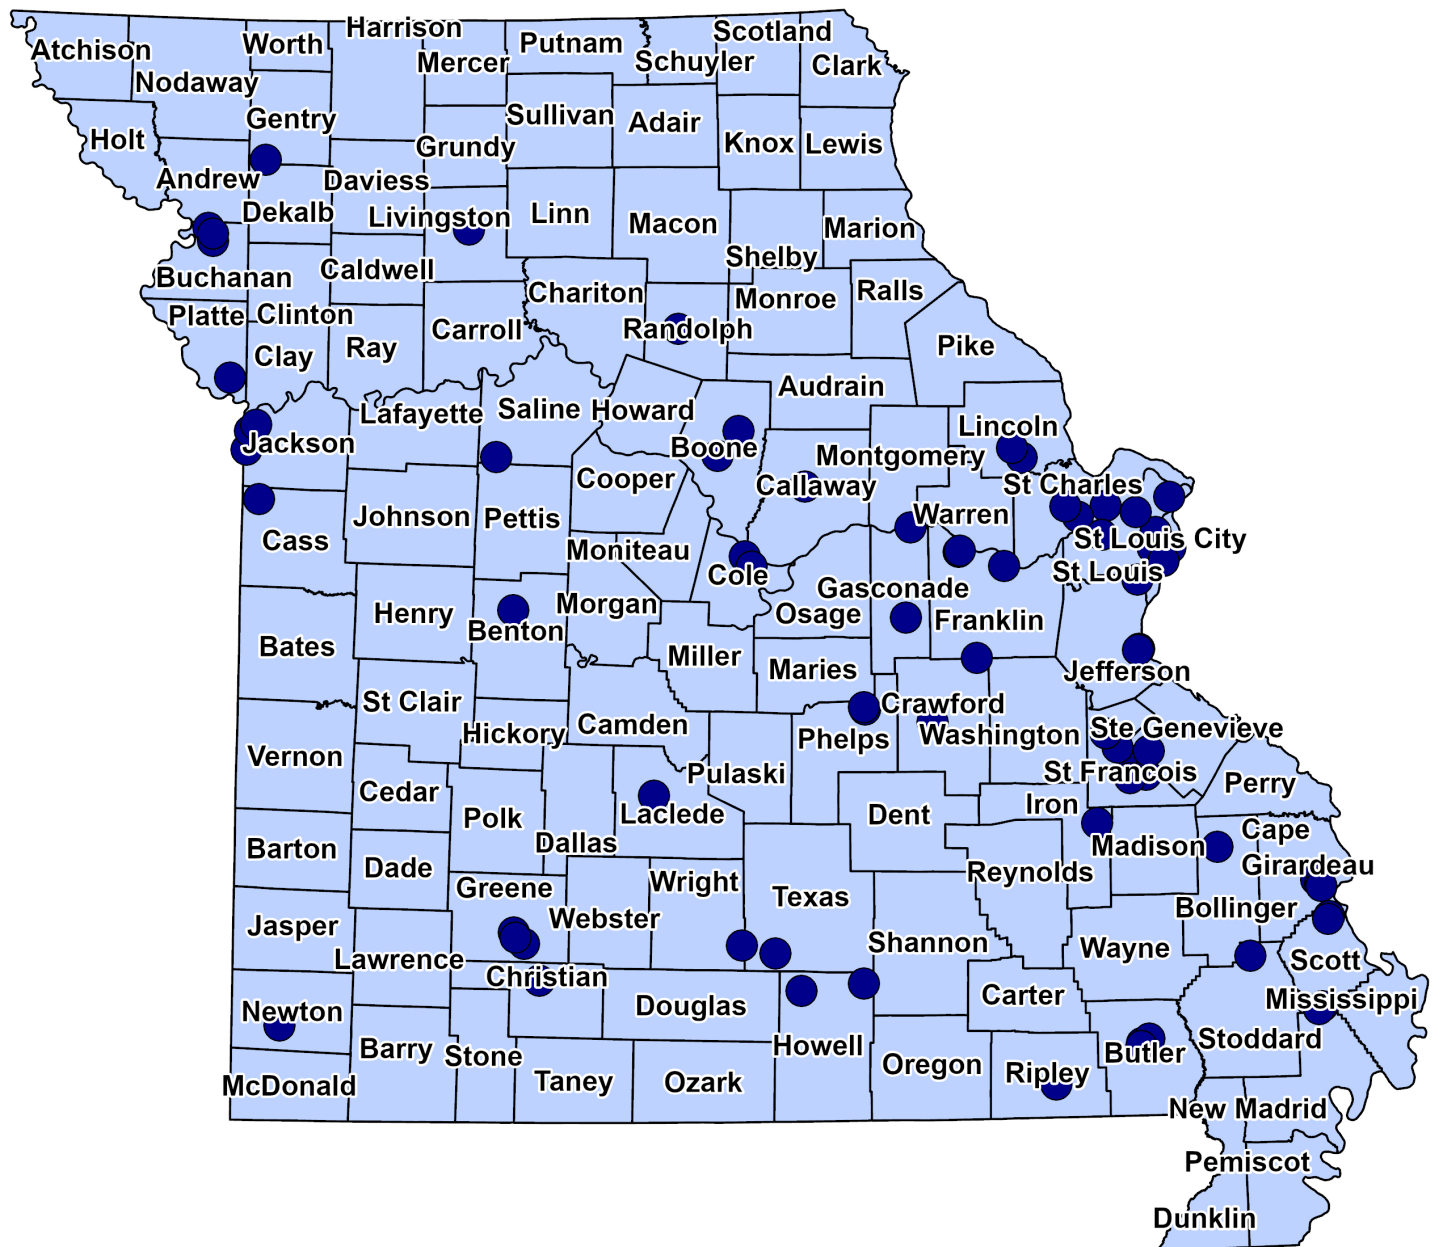 Harrison
Atchison
Worth
Putnam
Scotland
Mercer
Schuyler
Clark
Nodaway
Gentry
Sullivan
Adair
Holt
Grundy
Knox
Lewis
Andrew
Daviess
Dekalb
Livingston
Linn
Macon
Marion
Shelby
Buchanan
Caldwell
Chariton
Monroe
Ralls
Platte
Clinton
Carroll
Randolph
Clay
Ray
Pike
Audrain
Lafayette
Saline
Howard
Lincoln
Jackson
Boone
Montgomery
Cooper
Callaway
St Charles
Johnson
Pettis
Warren
Cass
Moniteau
St Louis City
Cole
St Louis
Henry
Morgan
Gasconade
Osage
Franklin
Benton
Bates
Miller
Maries
Jefferson
St Clair
Crawford
Hickory
Camden
Phelps
Washington
Ste Genevieve
Vernon
Pulaski
St Francois
Perry
Cedar
Polk
Laclede
Dent
Iron
Cape
Girardeau
Barton
Dallas
Madison
Dade
Greene
Wright
Texas
Reynolds
Jasper
Webster
Bollinger
Lawrence
Shannon
Wayne
Scott
Christian
Newton
Douglas
Carter
Mississippi
Barry
Stone
Howell
Oregon
Ripley
Butler
Stoddard
McDonald
Taney
Ozark
New Madrid
Pemiscot
Dunklin